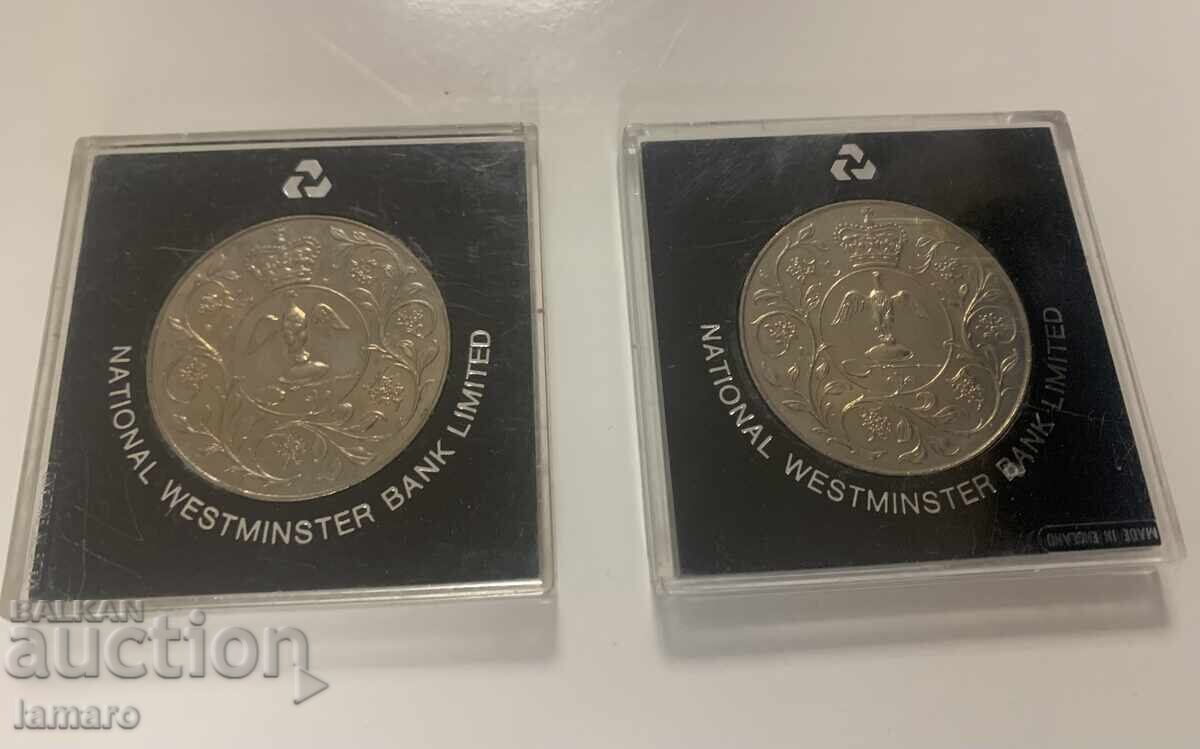 NATIONAL WESTMINSTER BANK LIMITED
NATIONAL WESTMINSTER BANK LIMITED
MADE IN ENGLAND
BALKAN
auction
lamaro